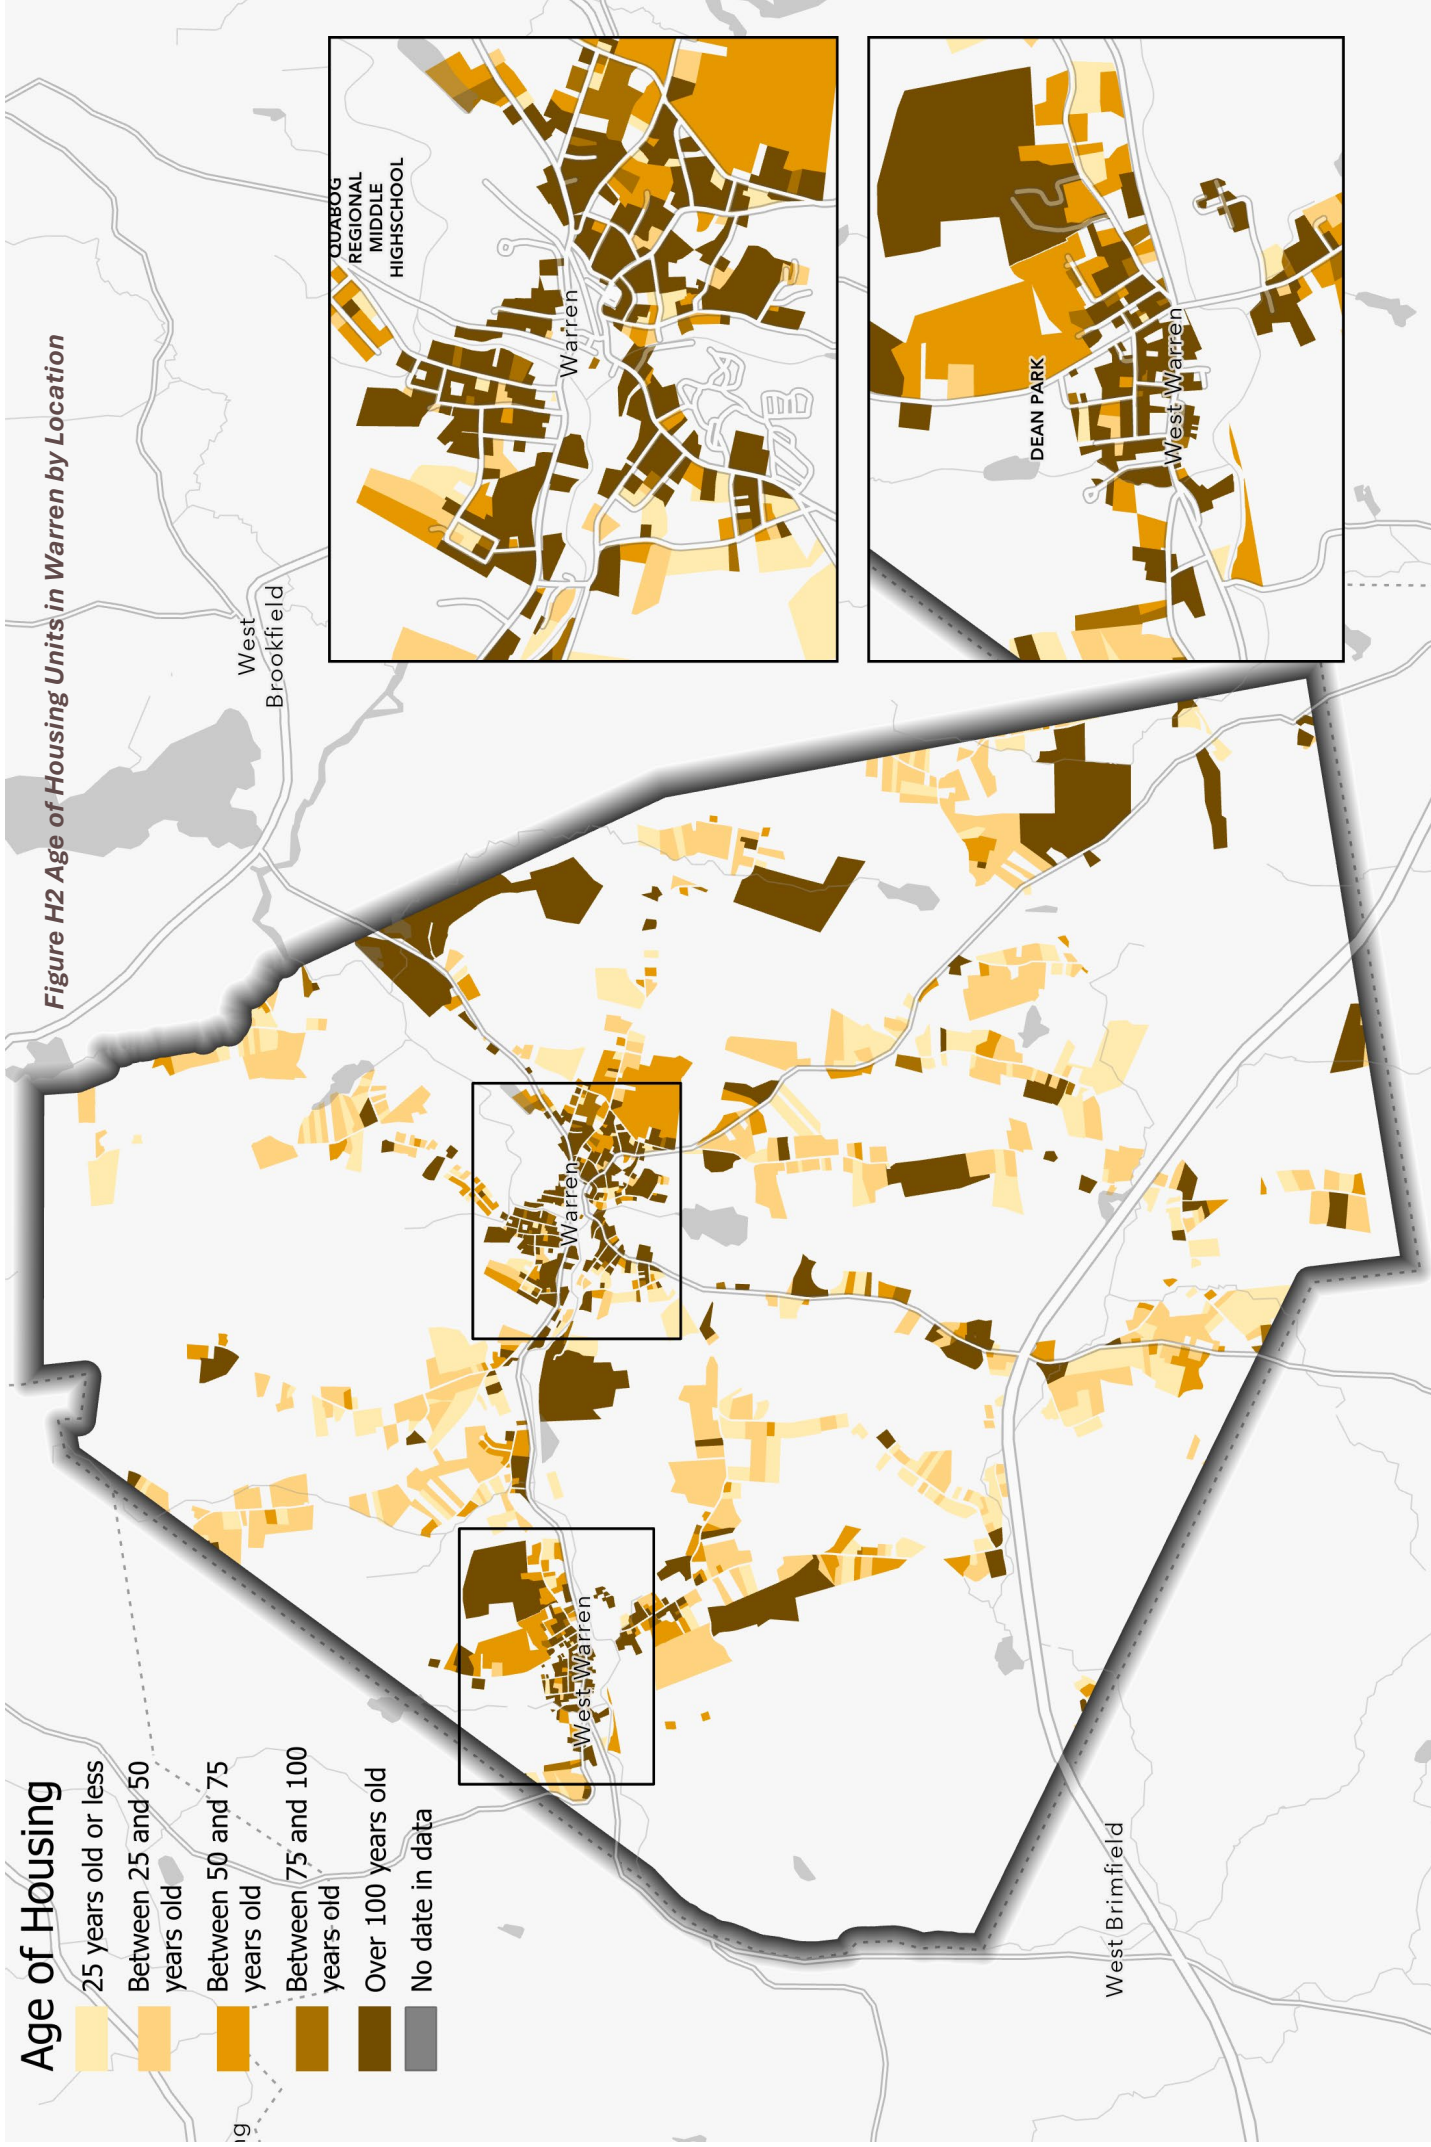 Figure H2 Age of Housing Units in Warren by Location
Age of Housing
25 years old or less
Between 25 and 50
years old
Between 50 and 75
years old
Between 75 and 100
years old
Over 100 years old
No date in data
West
Brookfield
Warren
West Warren
West Brimfield
QUABOG
REGIONAL
MIDDLE
HIGHSCHOOL
Warren
DEAN PARK
West Warren